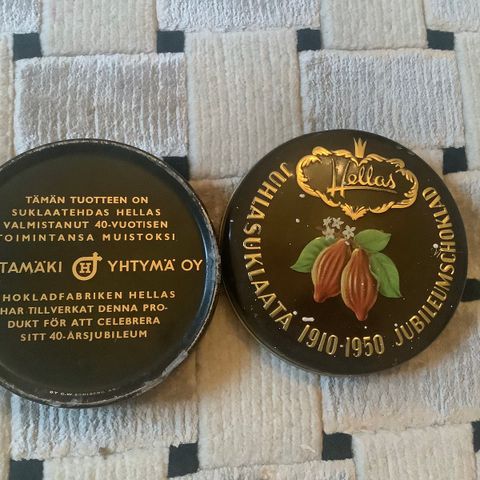 TÄMÄN TUOTTEEN ON
SUKLAATEHDAS HELLAS
VALMISTANUT 40-VUOTISEN
TOIMINTANSA MUISTOKSI
TAMÄKI H YHTYMÄ OY
HOKLADFABRIKEN HELLAS
HAR TILLVERKAT DENNA PRO-
DUKT FÖR ATT CELEBRERA
SITT 40-ÅRSJUBILEUM
Hellas
JUHLASUKLAATA 1910-1950 JUBILEUMSCHOKLAD